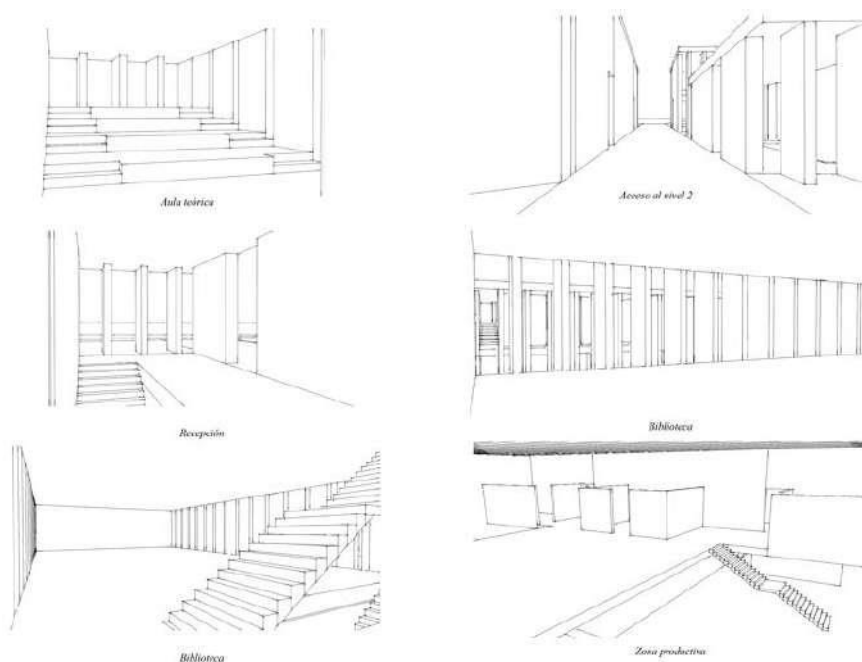 Aula teórica
Acceso al nivel 2
Recepción
Biblioteca
Biblioteca
Zona productiva